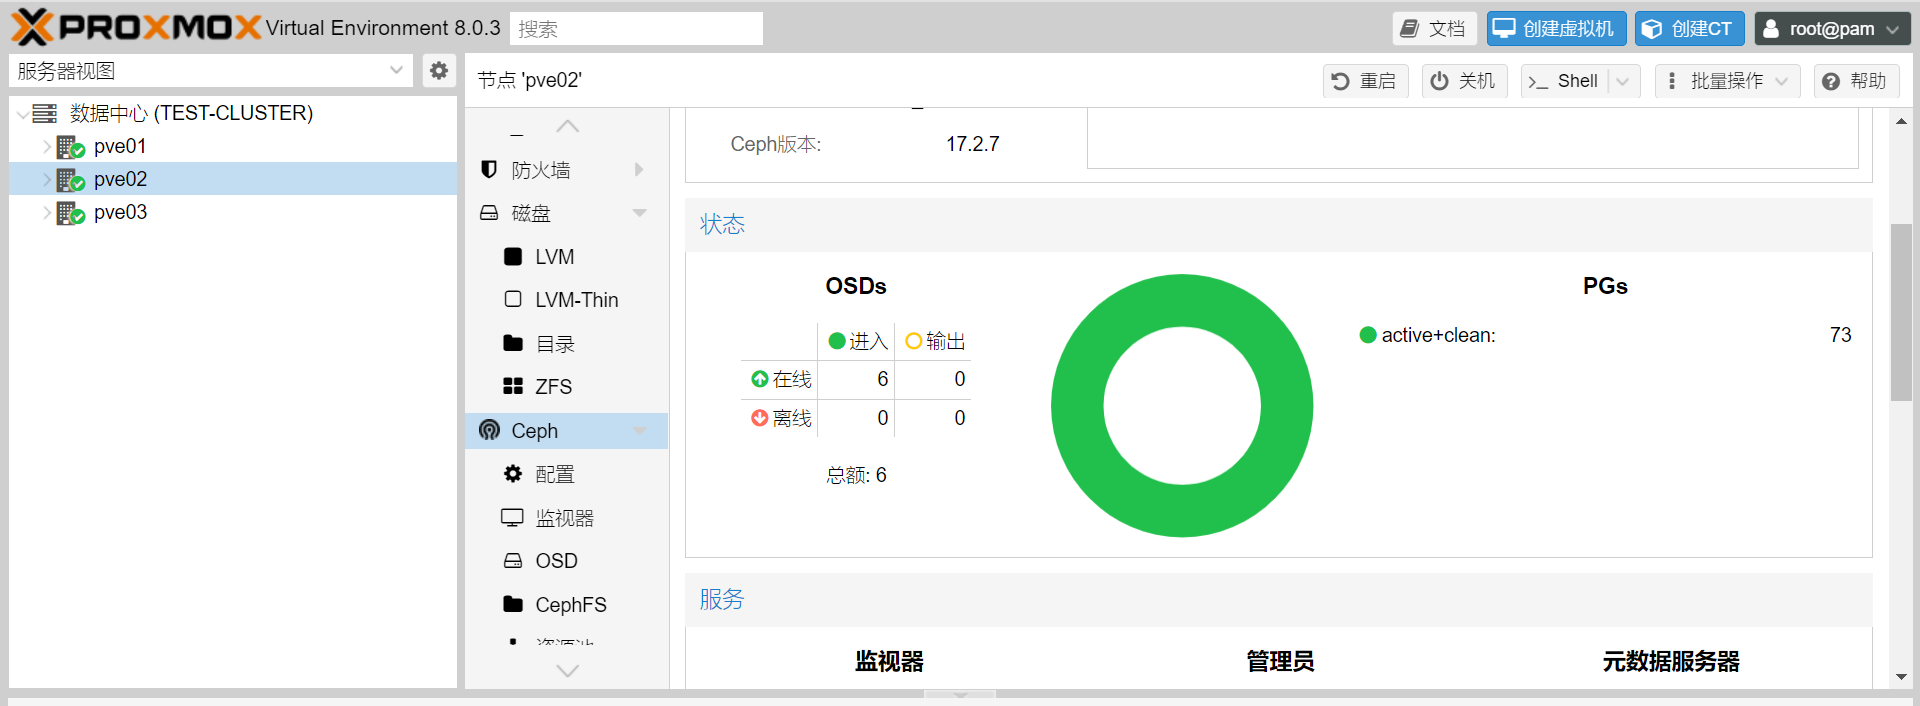 PROXMOX Virtual Environment 8.0.3 搜索 文档 创建虚拟机 创建CT root@pam
服务器视图
数据中心 (TEST-CLUSTER)
pve01
pve02
pve03
节点 'pve02' 重启 关机 Shell 批量操作 帮助
防火墙
磁盘
LVM
LVM-Thin
目录
ZFS
Ceph
配置
监视器
OSD
CephFS
资源池
Ceph版本: 17.2.7
状态
OSDs
进入 输出
在线 6 0
离线 0 0
总额: 6
PGs
active+clean: 73
服务
监视器 管理员 元数据服务器